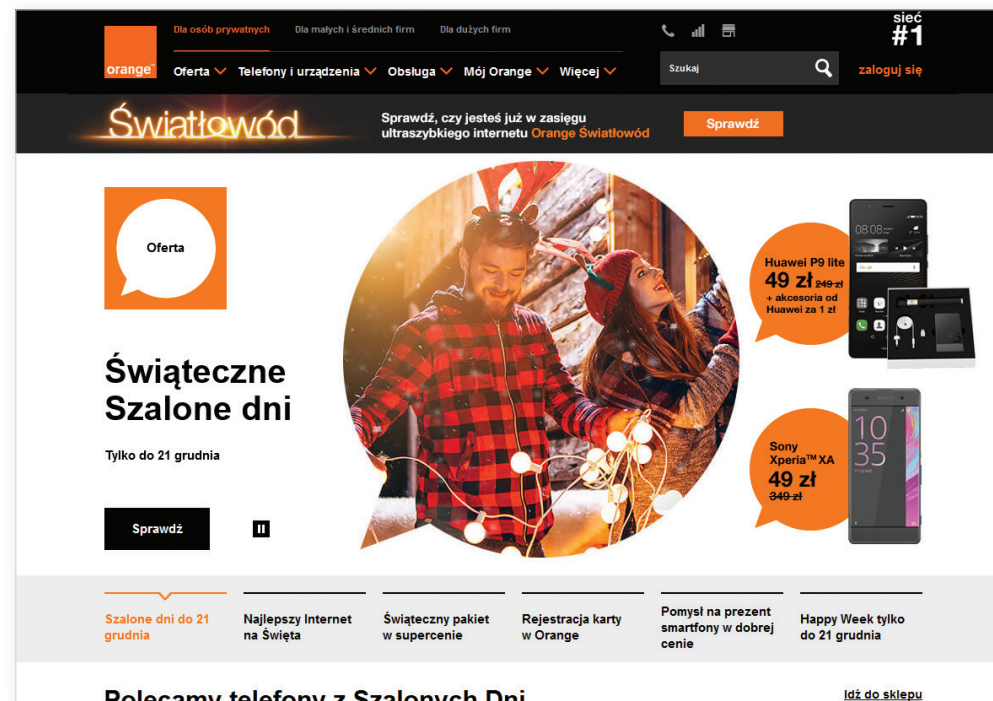 Dla osób prywatnych
Dla małych i średnich firm
Dla dużych firm
sieć
#1
orange™
Oferta
Telefony i urządzenia
Obsługa
Mój Orange
Więcej
Szukaj
zaloguj się
Światłowód
Sprawdź, czy jesteś już w zasięgu
ultraszybkiego internetu Orange Światłowód
Sprawdź
Oferta
Świąteczne
Szalone dni
Tylko do 21 grudnia
Sprawdź
Huawei P9 lite
49 zł 249 zł
+ akcesoria od
Huawei za 1 zł
08:08
Sony
Xperia™ XA
49 zł
349 zł
10
35
Szalone dni do 21
grudnia
Najlepszy Internet
na Święta
Świąteczny pakiet
w supercenie
Rejestracja karty
w Orange
Pomysł na prezent
smartfony w dobrej
cenie
Happy Week tylko
do 21 grudnia
Polecamy telefony z Szalonych Dni
Idź do sklepu